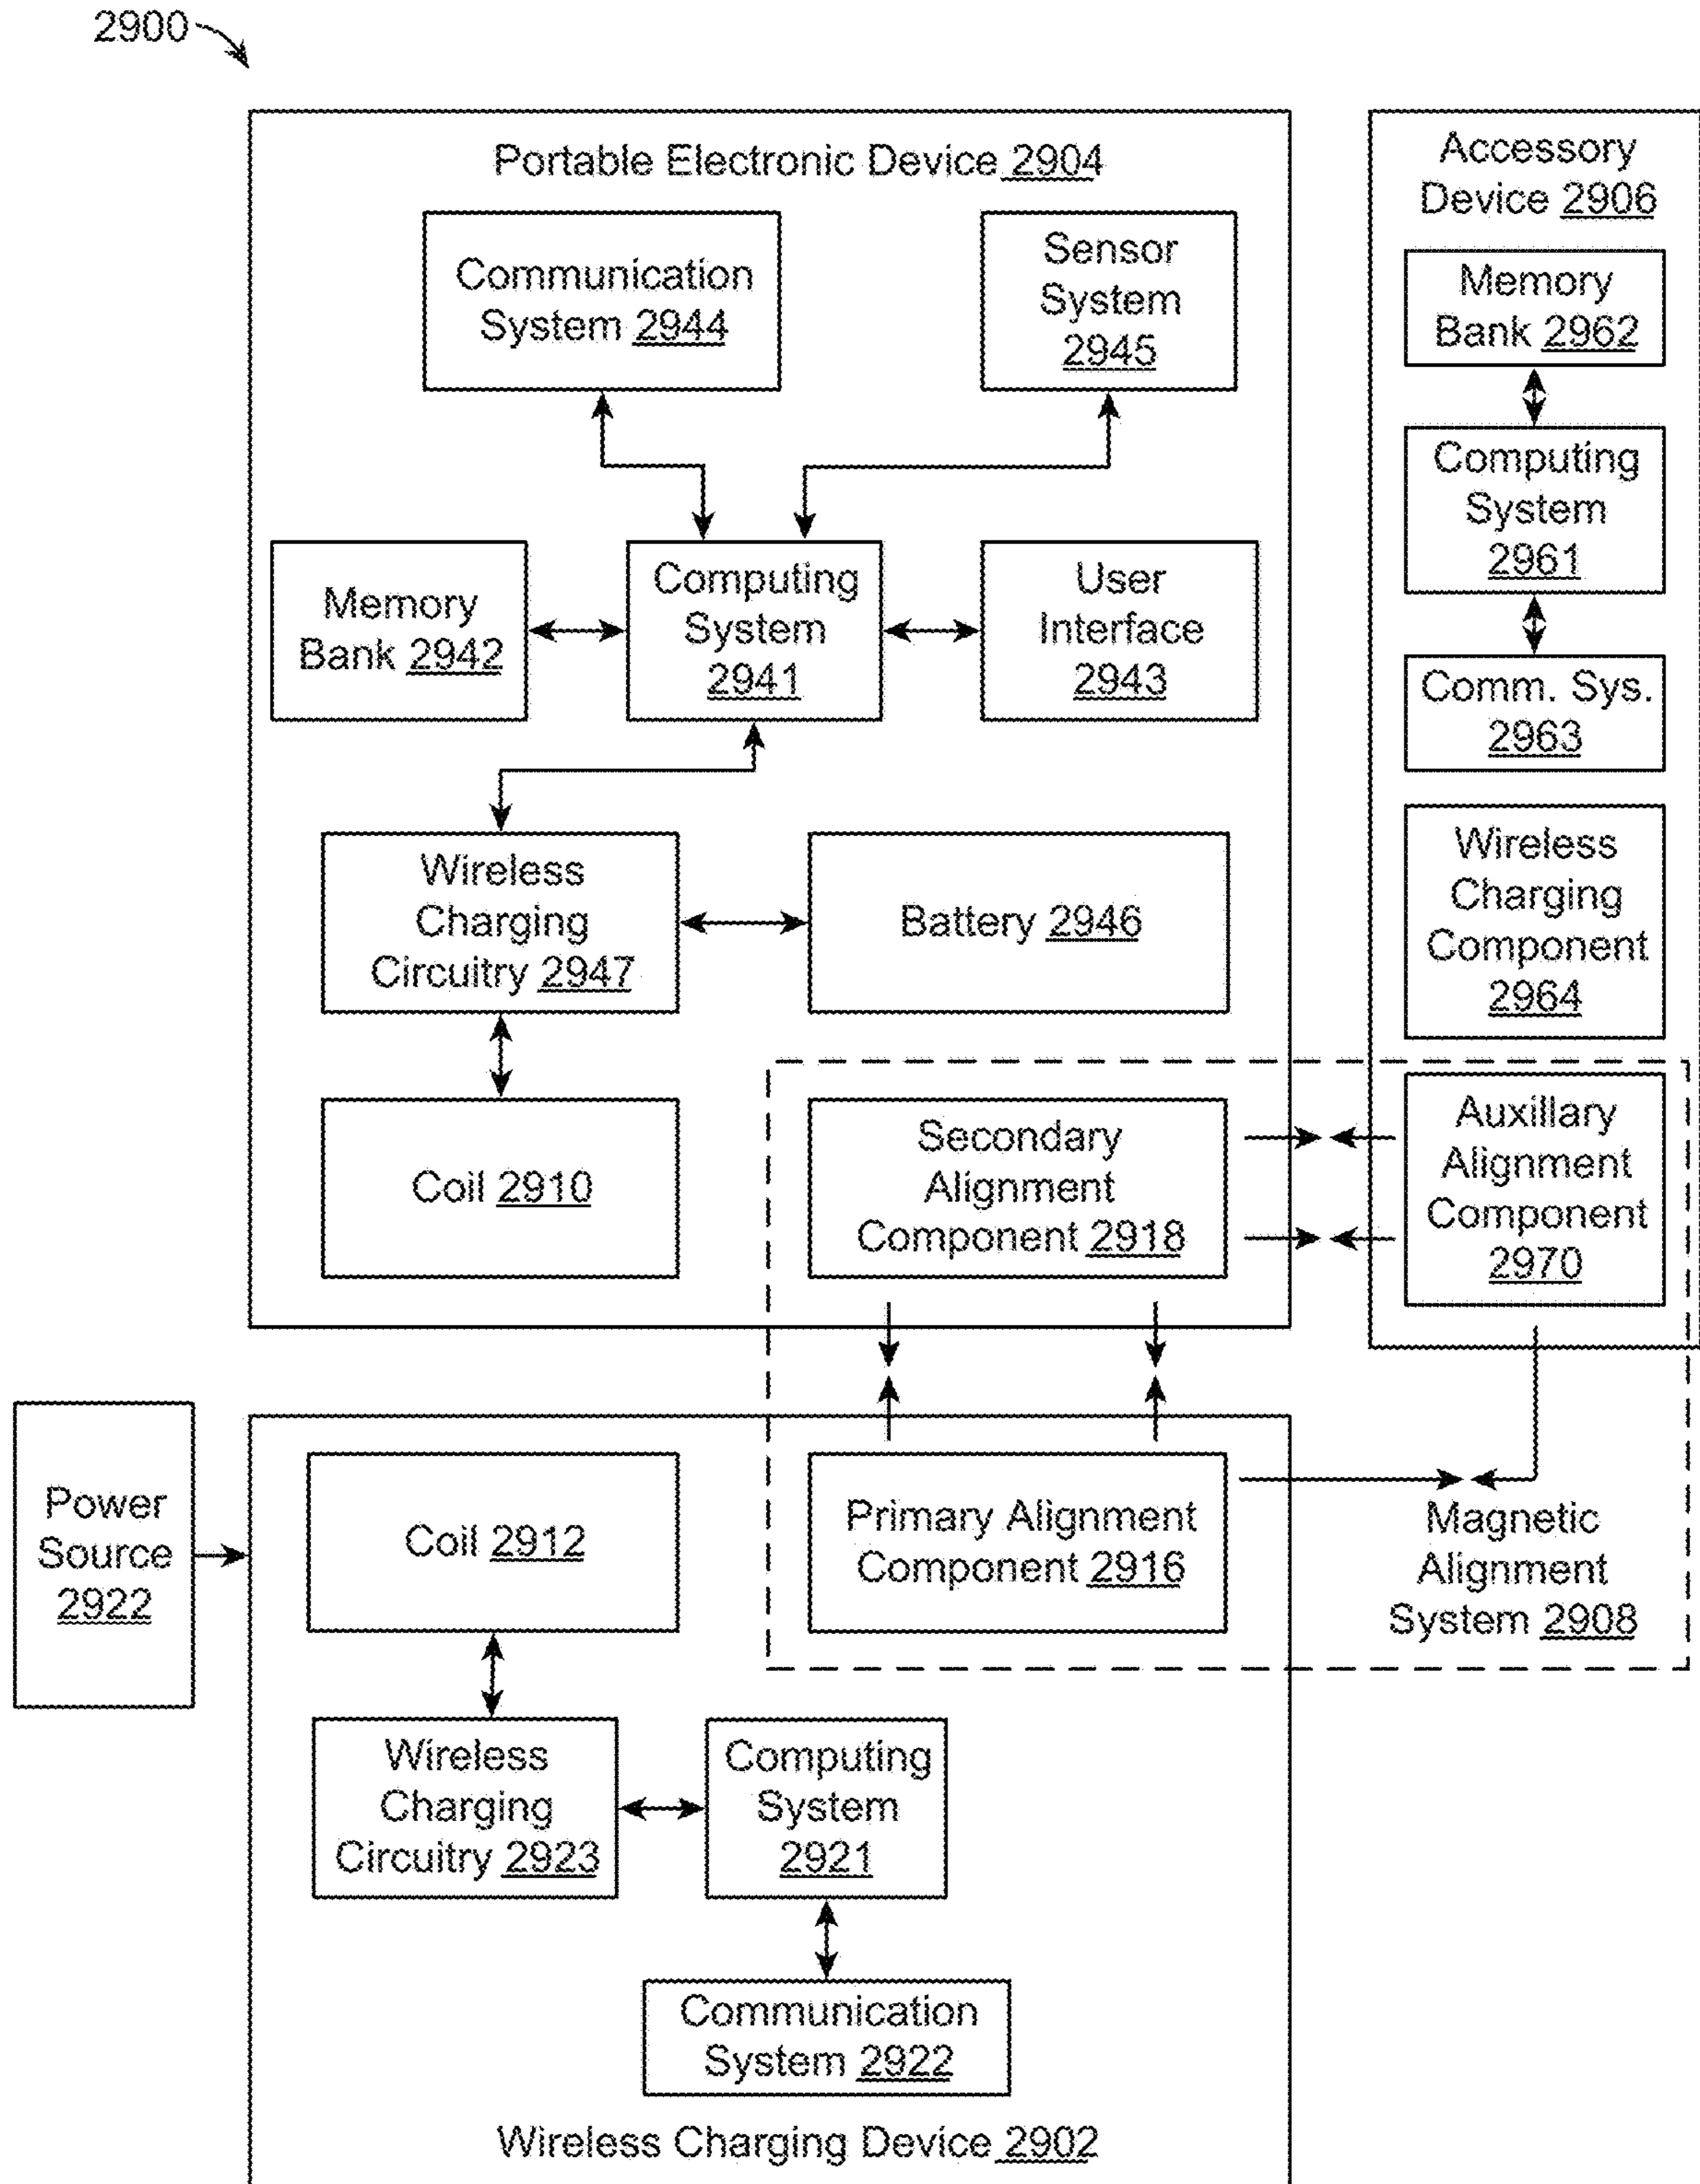 2900
Portable Electronic Device 2904
Communication
System 2944
Sensor
System
2945
Memory
Bank 2942
Computing
System
2941
User
Interface
2943
Wireless
Charging
Circuitry 2947
Battery 2946
Coil 2910
Secondary
Alignment
Component 2918
Accessory
Device 2906
Memory
Bank 2962
Computing
System
2961
Comm. Sys.
2963
Wireless
Charging
Component
2964
Auxillary
Alignment
Component
2970
Power
Source
2922
Coil 2912
Primary Alignment
Component 2916
Magnetic
Alignment
System 2908
Wireless
Charging
Circuitry 2923
Computing
System
2921
Communication
System 2922
Wireless Charging Device 2902